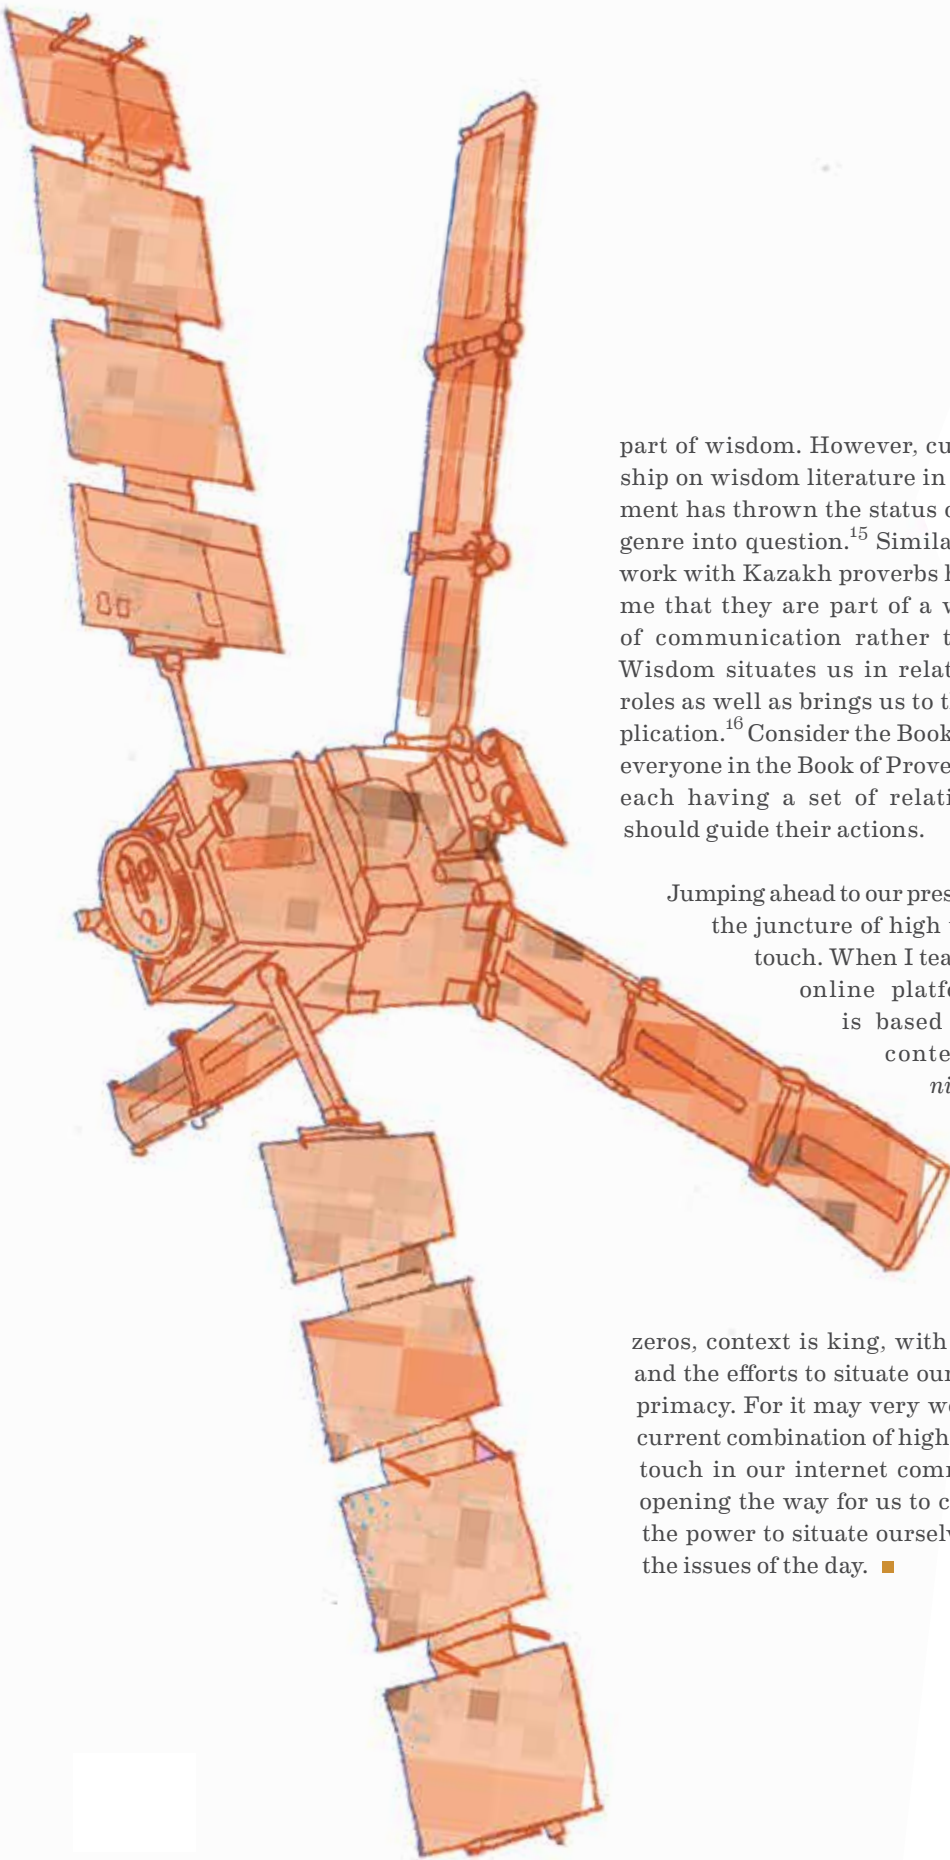 part of wisdom. However, cu
ship on wisdom literature in
ment has thrown the status o
genre into question.15 Simila
work with Kazakh proverbs h
me that they are part of a w
of communication rather t
Wisdom situates us in relat
roles as well as brings us to t
plication.16 Consider the Book
everyone in the Book of Prove
each having a set of relati
should guide their actions.
Jumping ahead to our pres
the juncture of high t
touch. When I tea
online platfo
is based
conte
ni
zeros, context is king, with
and the efforts to situate our
primacy. For it may very we
current combination of high
touch in our internet comm
opening the way for us to c
the power to situate ourselv
the issues of the day. ■